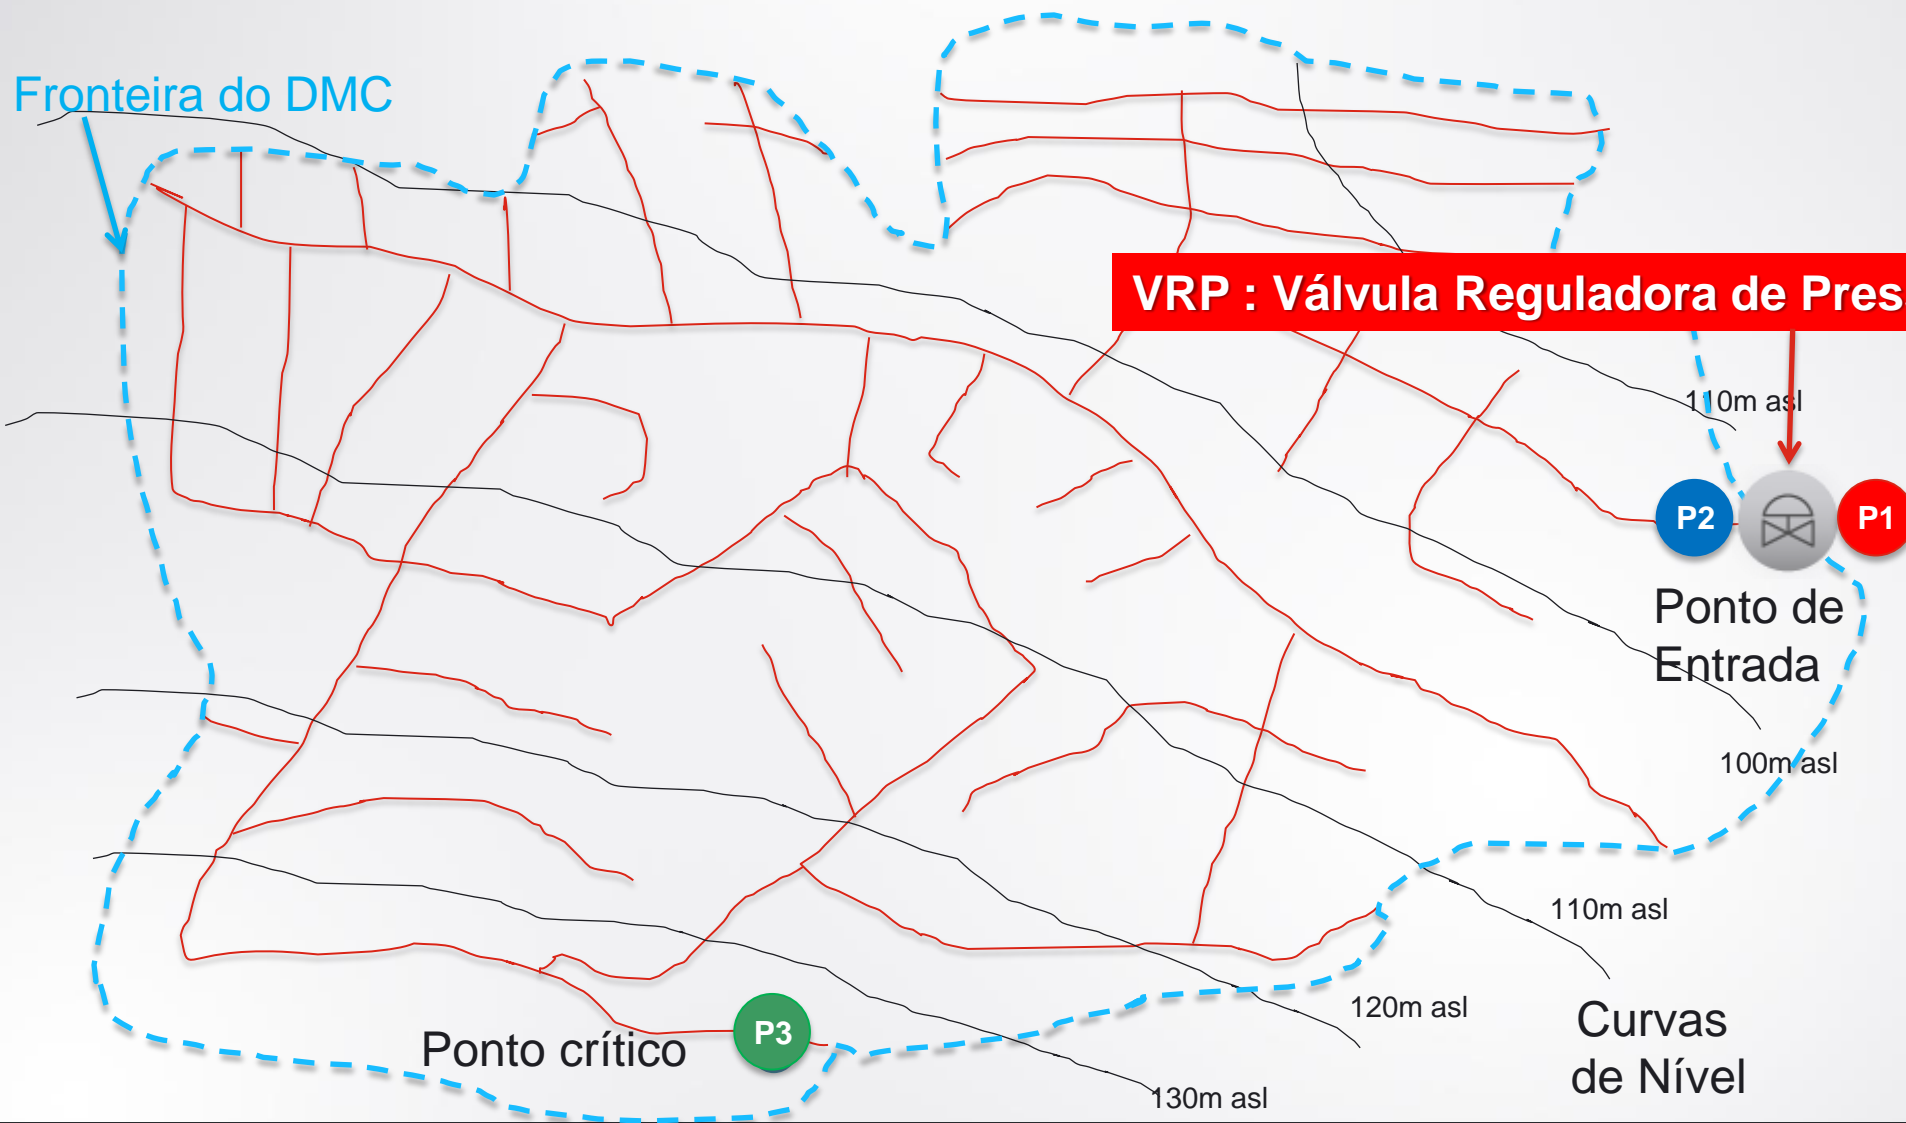 Fronteira do DMC
VRP : Válvula Reguladora de Pres
110m asl
P2
P1
Ponto de
Entrada
100m asl
110m asl
120m asl
Curvas
de Nível
Ponto crítico
P3
130m asl